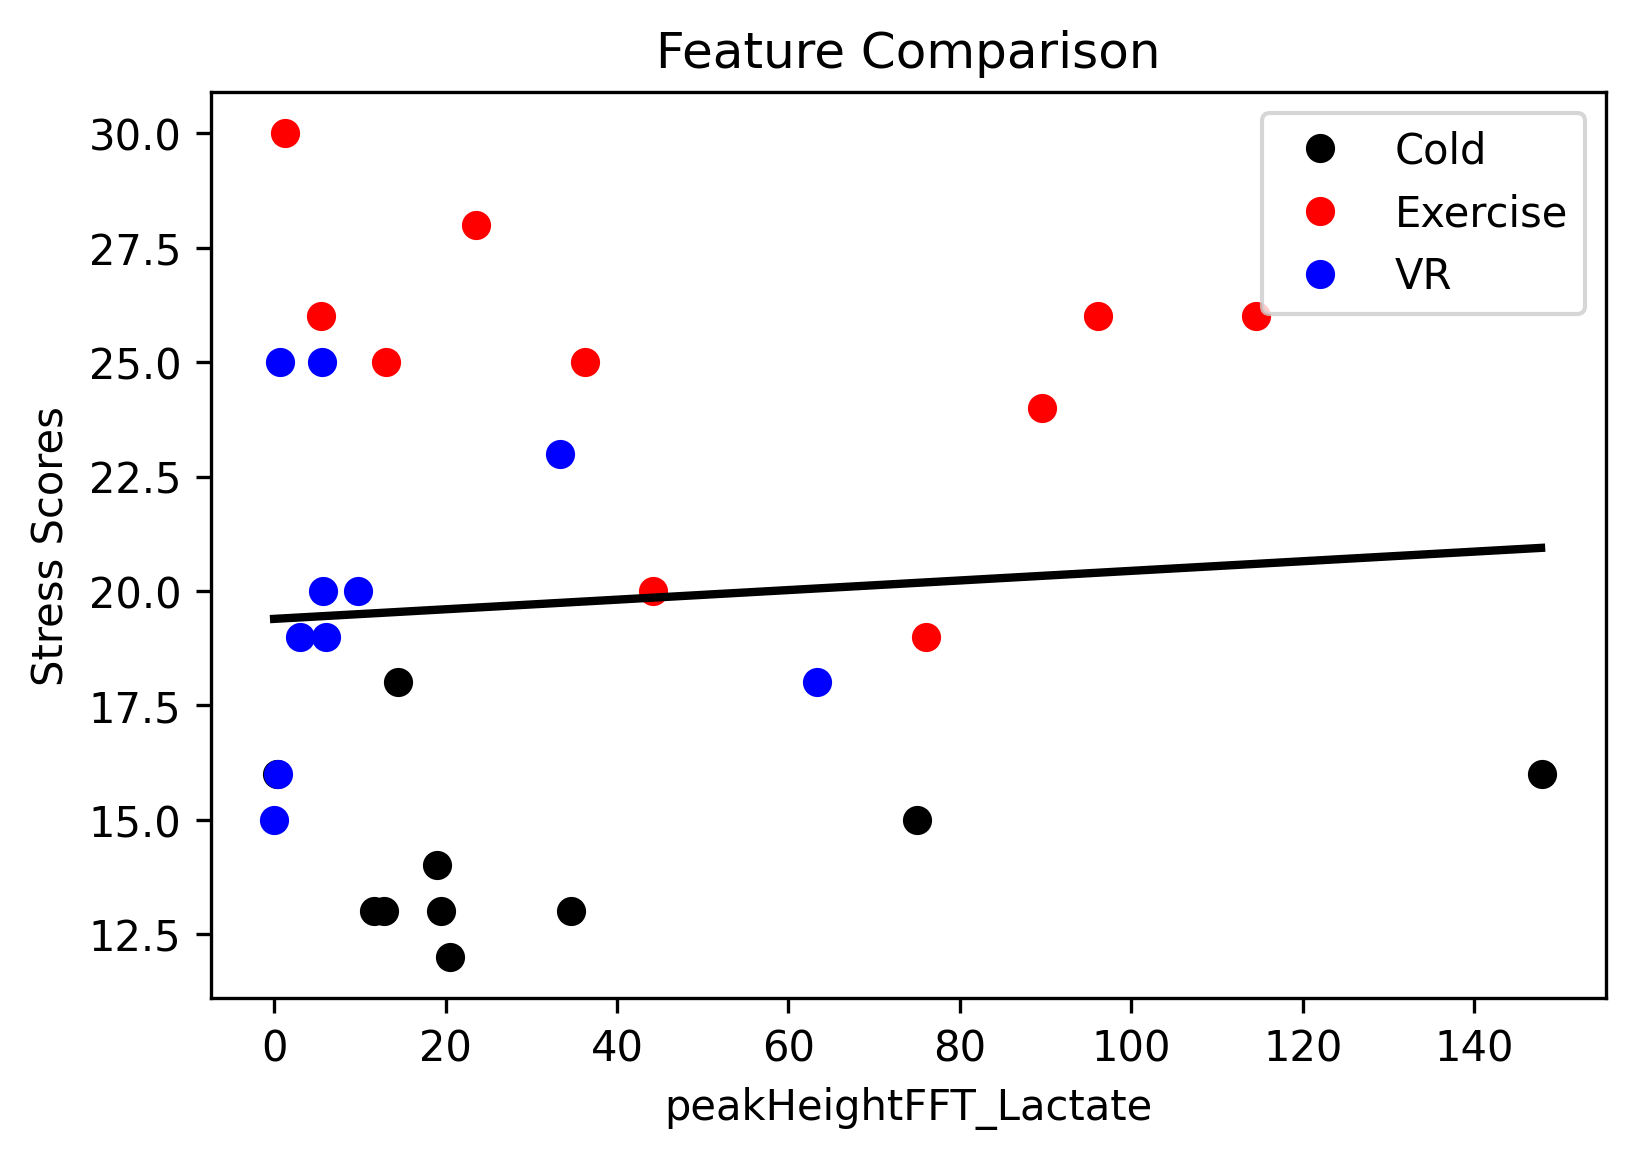 Feature Comparison
30.0
27.5
25.0
22.5
20.0
17.5
15.0
12.5
Stress Scores
Cold
Exercise
VR
0 20 40 60 80 100 120 140
peakHeightFFT_Lactate